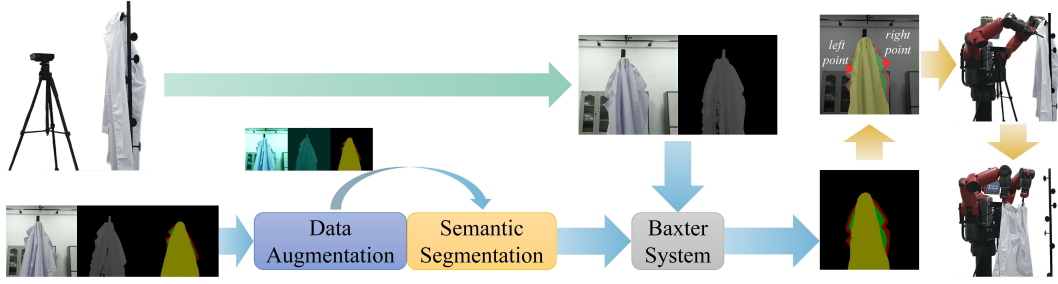 left
point
right
point
Data
Augmentation
Semantic
Segmentation
Baxter
System